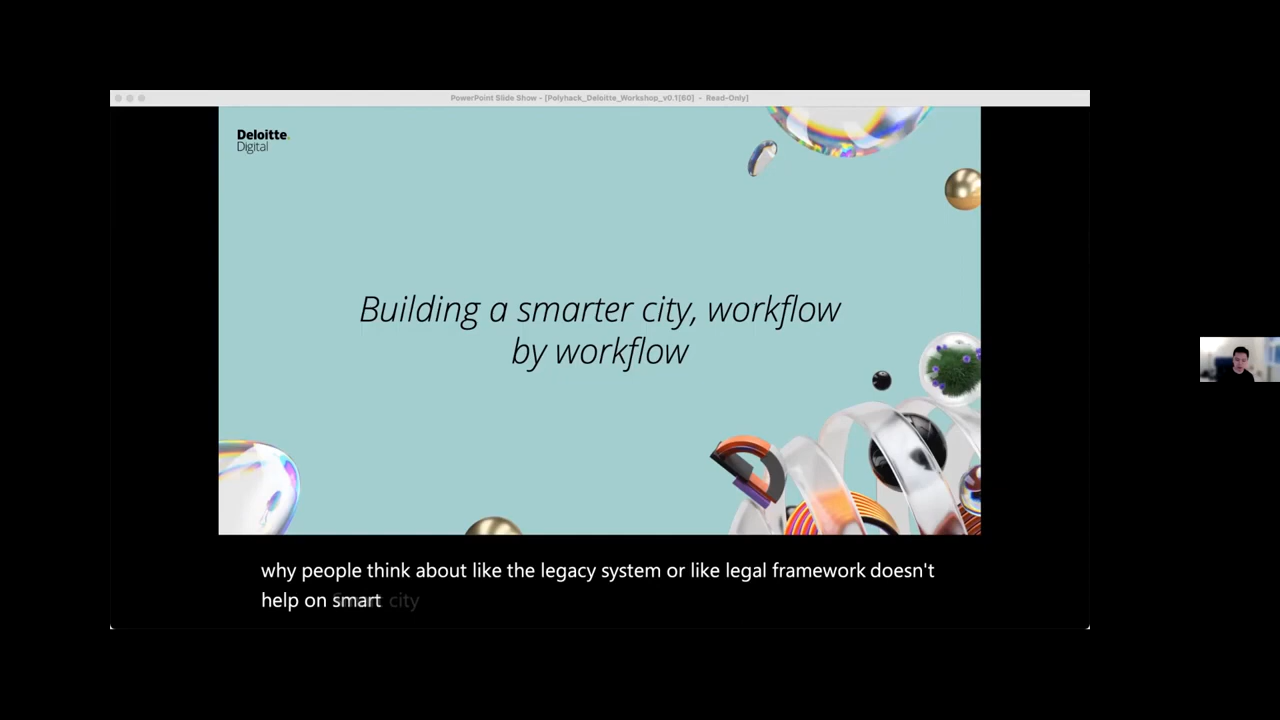 PowerPoint Slide Show - [Polyhack_Deloitte_Workshop_v0.1[60] - Read-Only]
Deloitte.
Digital
Building a smarter city, workflow
by workflow
why people think about like the legacy system or like legal framework doesn't
help on smart city